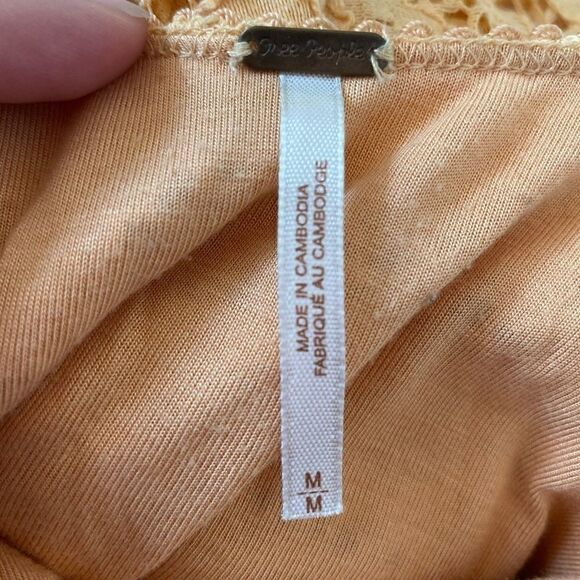 Free People
MADE IN CAMBODIA
FABRIQUÉ AU CAMBODGE
M
M